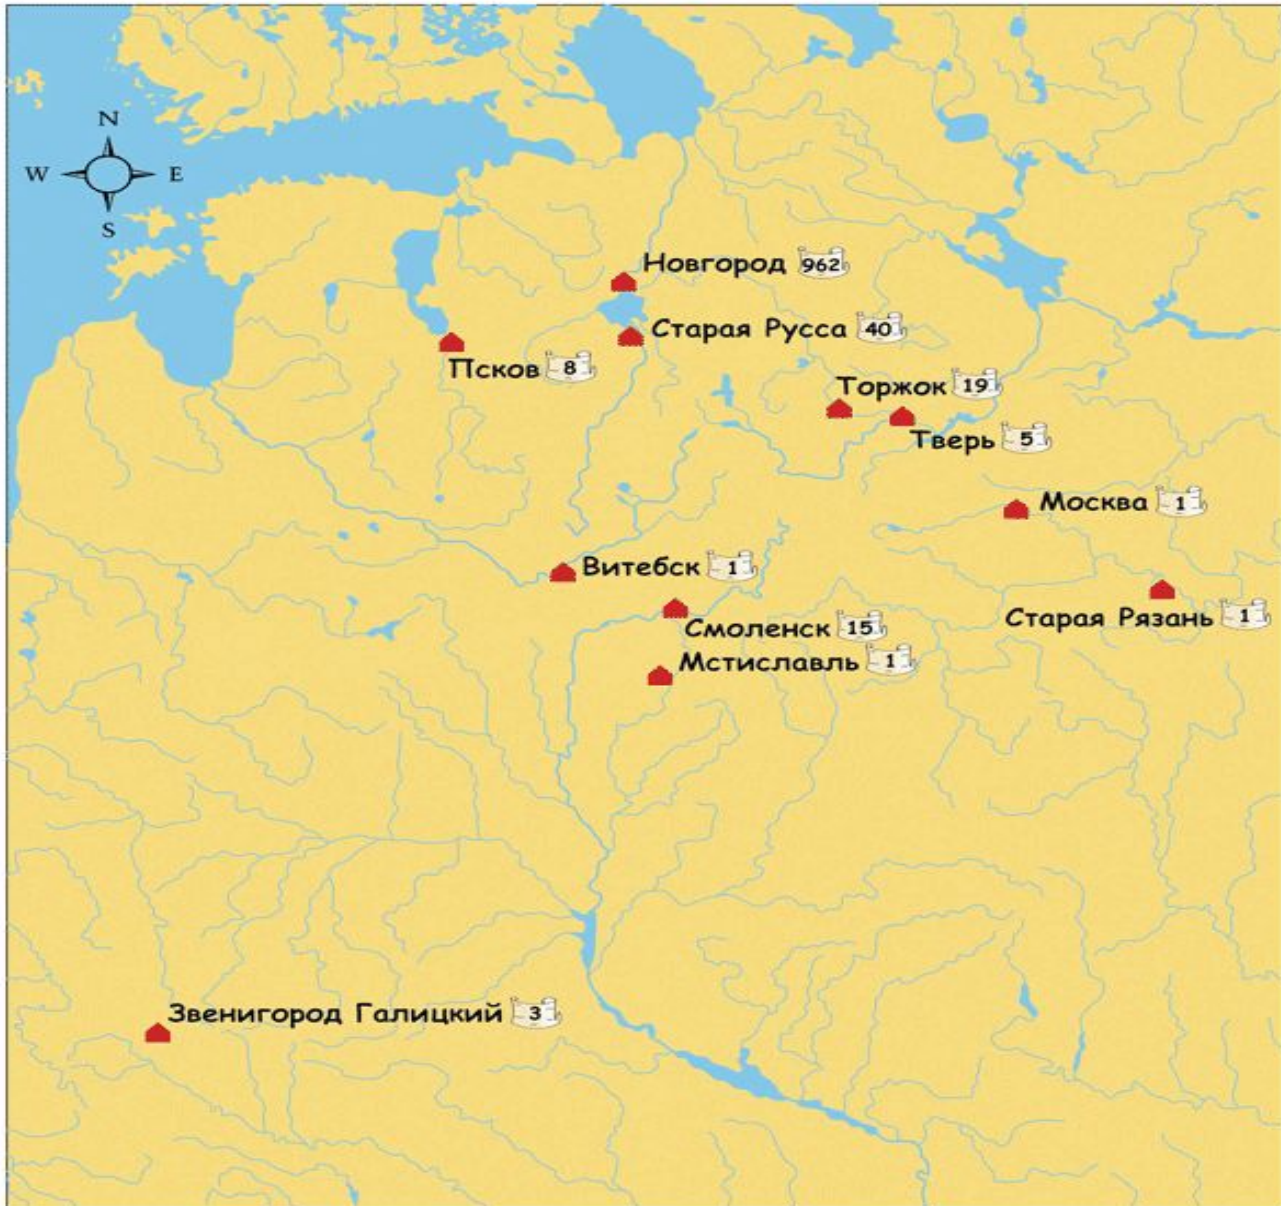 N
W E
S
Новгород 962
Старая Русса 40
Псков 8
Торжок 19
Тверь 5
Москва 1
Витебск 1
Старая Рязань 1
Смоленск 15
Мстиславль 1
Звенигород Галицкий 3